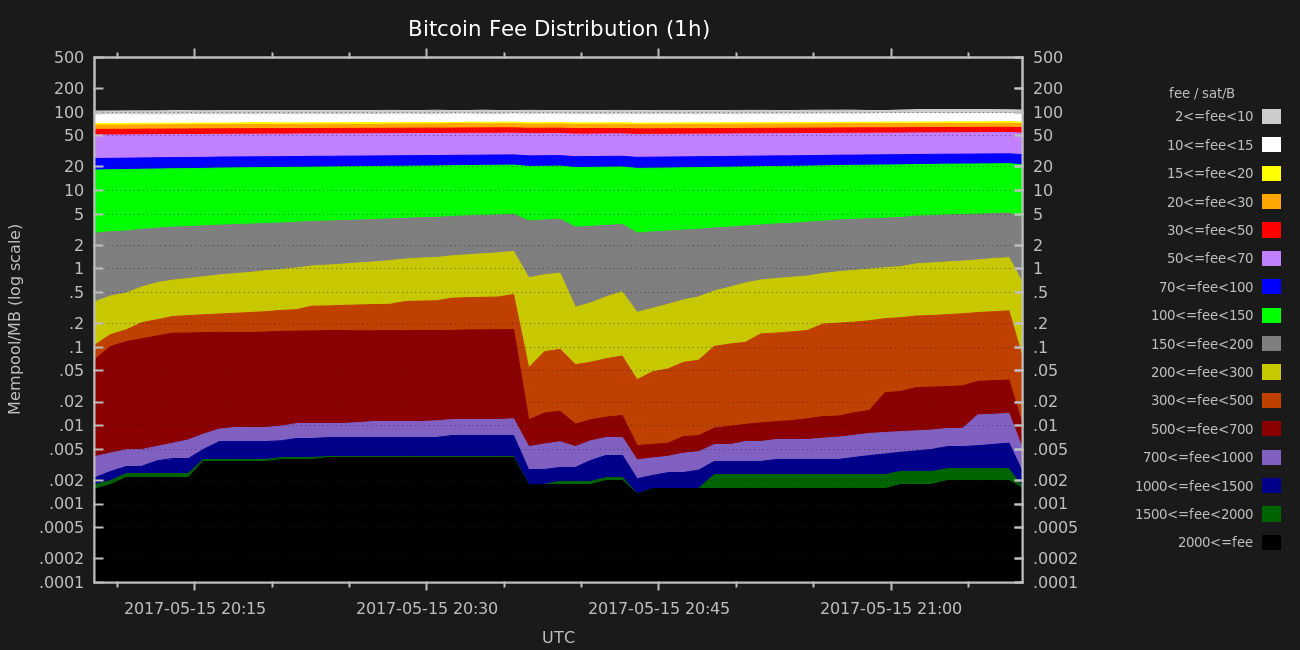 Bitcoin Fee Distribution (1h)
Mempool/MB (log scale)
500
200
100
50
20
10
5
2
1
.5
.2
.1
.05
.02
.01
.005
.002
.001
.0005
.0002
.0001
500
200
100
50
20
10
5
2
1
.5
.2
.1
.05
.02
.01
.005
.002
.001
.0005
.0002
.0001
2017-05-15 20:15 2017-05-15 20:30 2017-05-15 20:45 2017-05-15 21:00
UTC
fee / sat/B
2<=fee<10
10<=fee<15
15<=fee<20
20<=fee<30
30<=fee<50
50<=fee<70
70<=fee<100
100<=fee<150
150<=fee<200
200<=fee<300
300<=fee<500
500<=fee<700
700<=fee<1000
1000<=fee<1500
1500<=fee<2000
2000<=fee